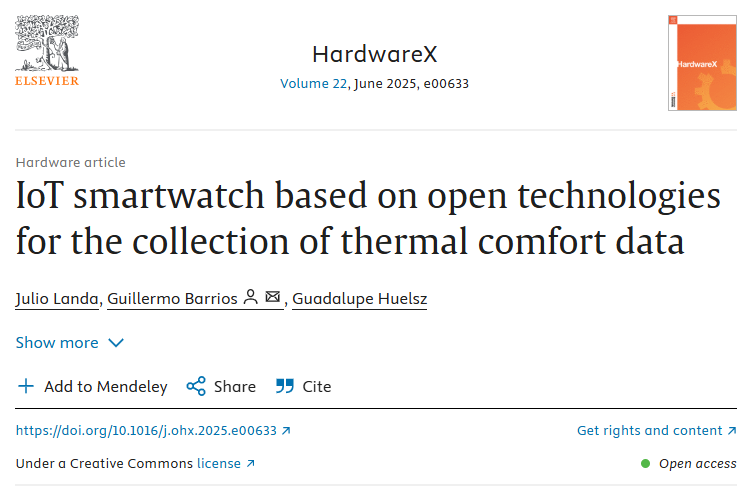 ELSEVIER
HardwareX
Volume 22, June 2025, e00633
HardwareX
Hardware article
IoT smartwatch based on open technologies
for the collection of thermal comfort data
Julio Landa, Guillermo Barrios , Guadalupe Huelsz
Show more
Add to Mendeley Share Cite
https://doi.org/10.1016/j.ohx.2025.e00633 Get rights and content
Under a Creative Commons license Open access